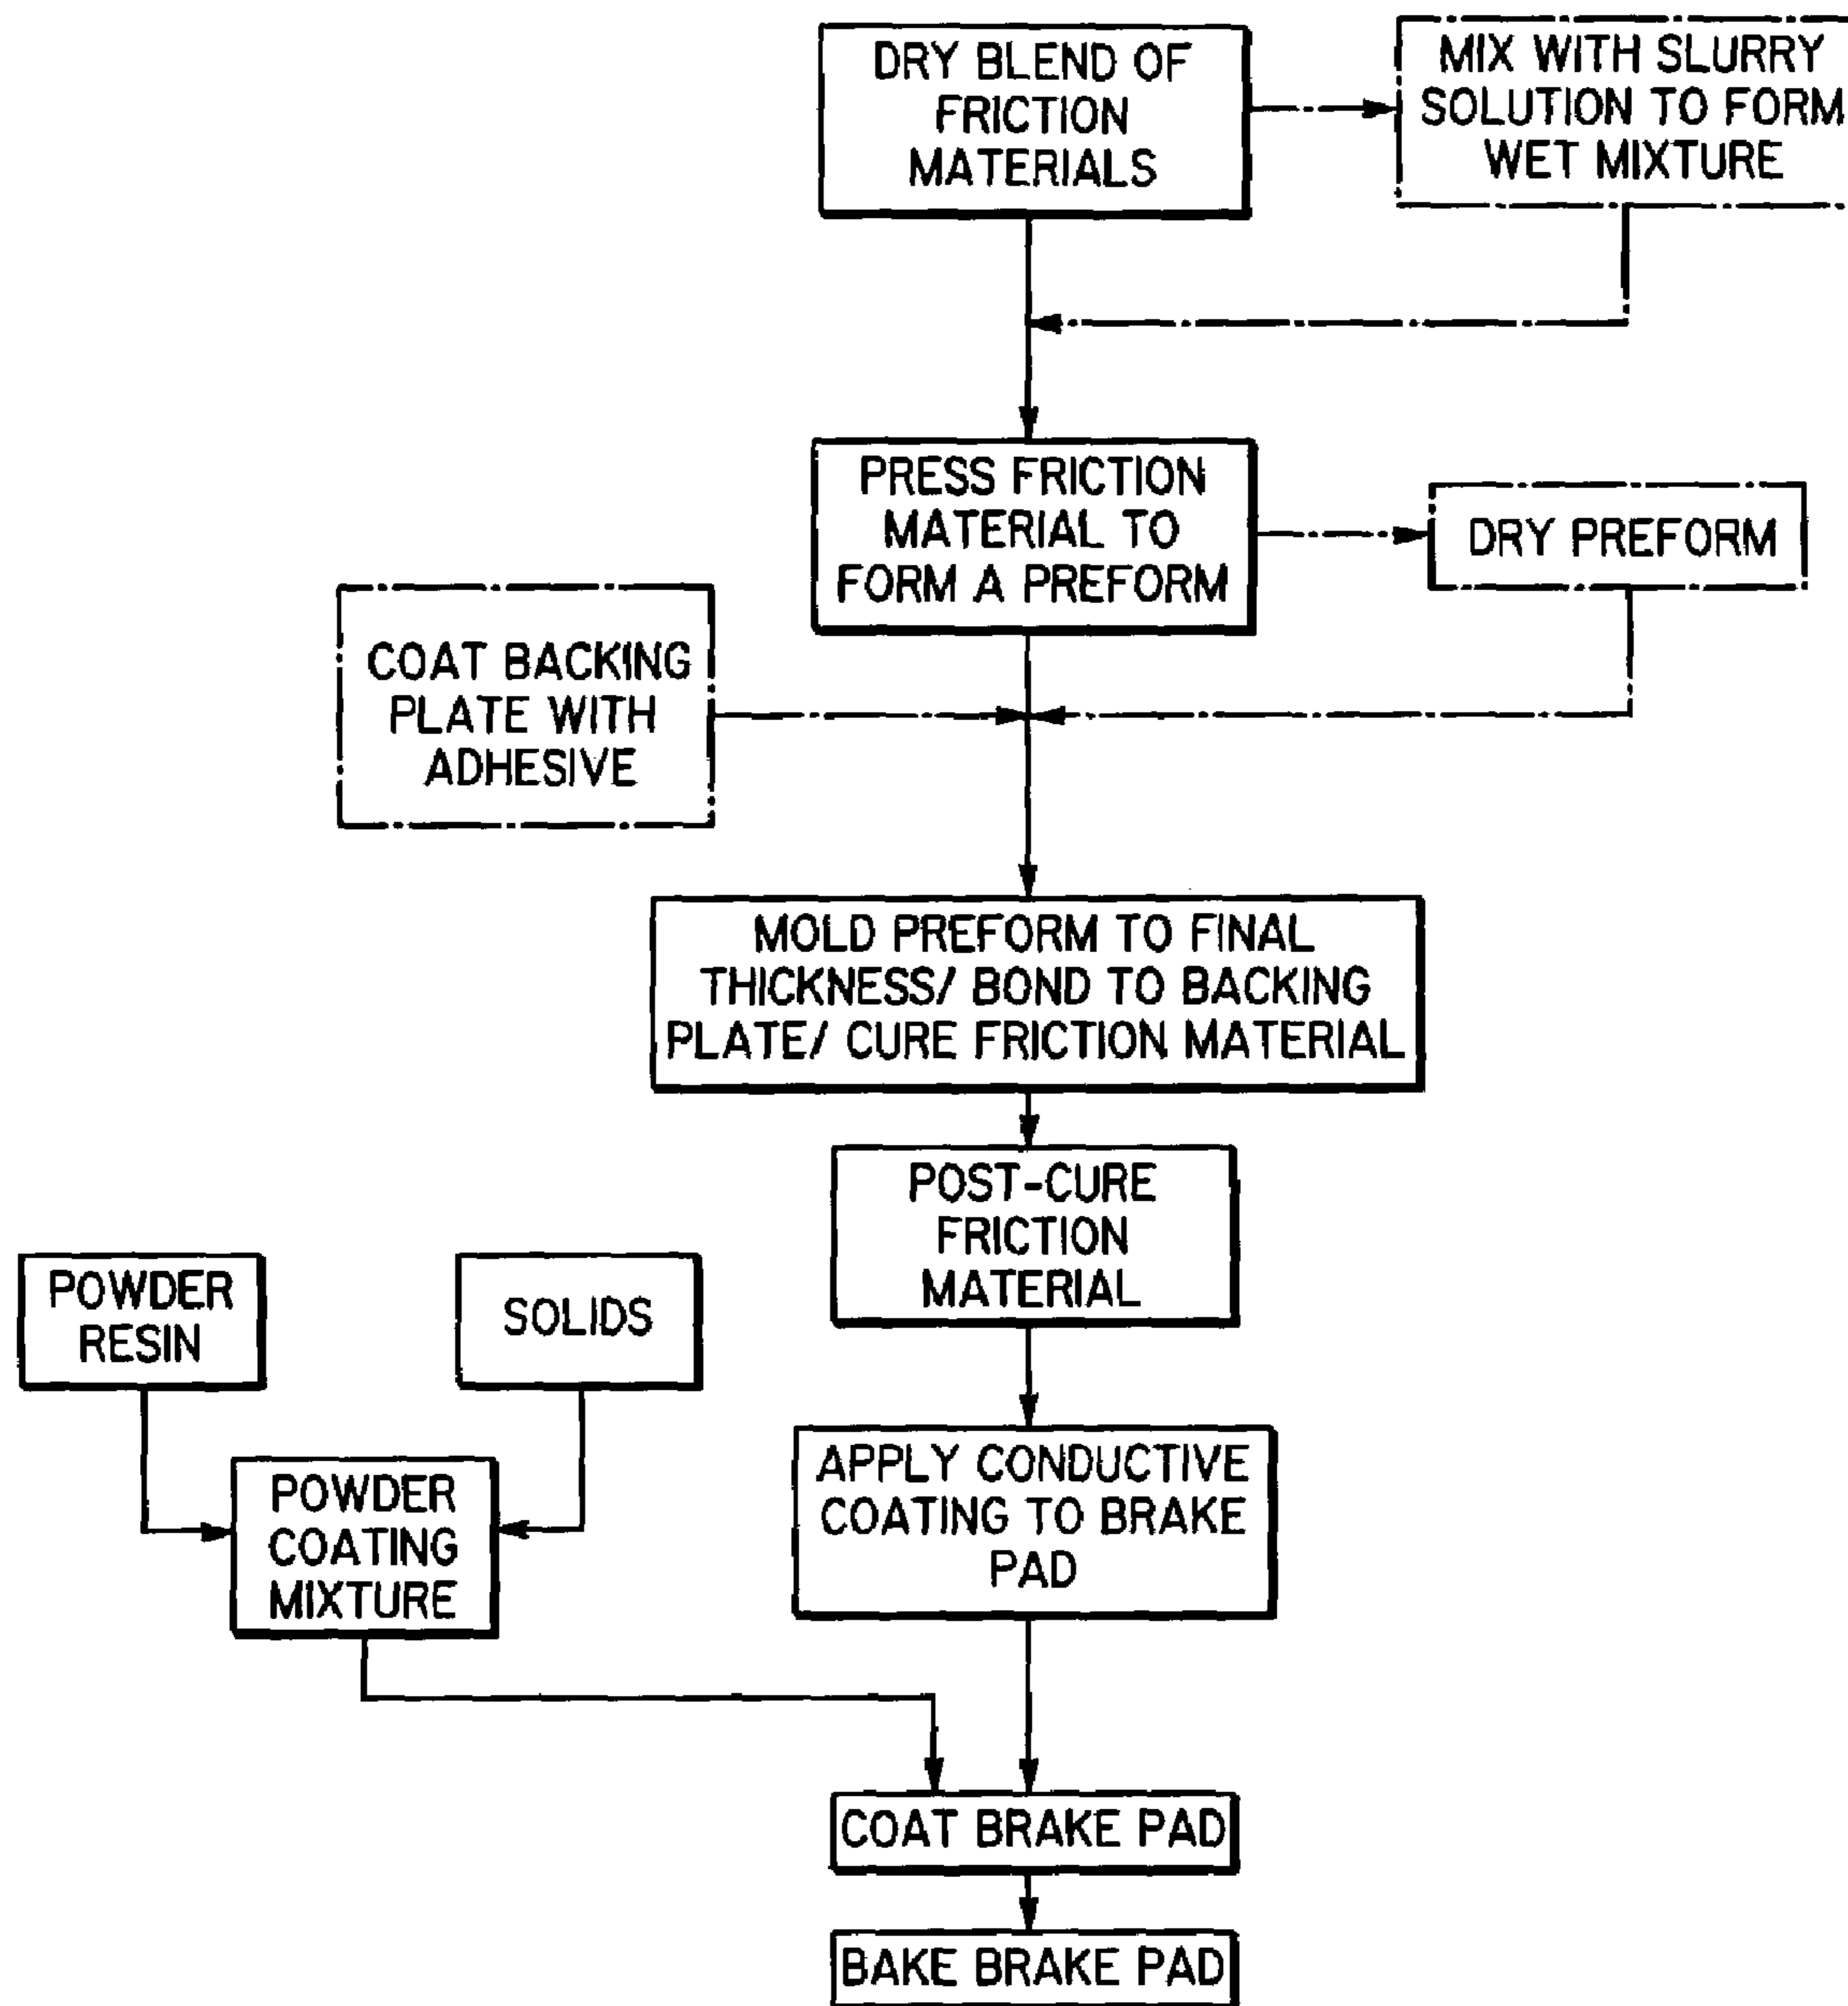 DRY BLEND OF
FRICTION
MATERIALS
MIX WITH SLURRY
SOLUTION TO FORM
WET MIXTURE
PRESS FRICTION
MATERIAL TO
FORM A PREFORM
DRY PREFORM
COAT BACKING
PLATE WITH
ADHESIVE
MOLD PREFORM TO FINAL
THICKNESS/ BOND TO BACKING
PLATE/ CURE FRICTION MATERIAL
POST-CURE
FRICTION
MATERIAL
POWDER
RESIN
SOLIDS
POWDER
COATING
MIXTURE
APPLY CONDUCTIVE
COATING TO BRAKE
PAD
COAT BRAKE PAD
BAKE BRAKE PAD